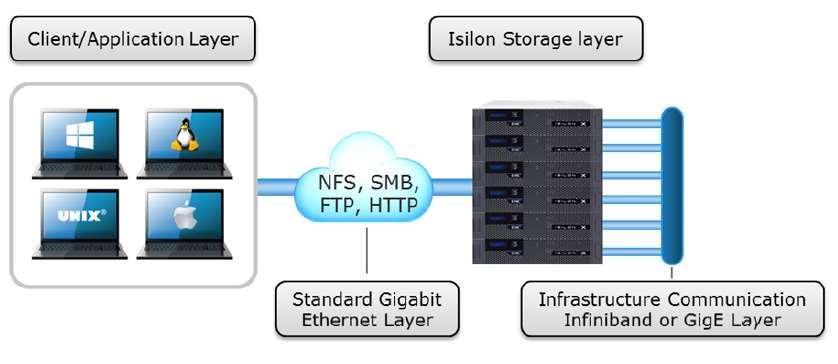 Client/Application Layer
Isilon Storage layer
UNIX®
NFS, SMB,
FTP, HTTP
Standard Gigabit
Ethernet Layer
Infrastructure Communication
Infiniband or GigE Layer